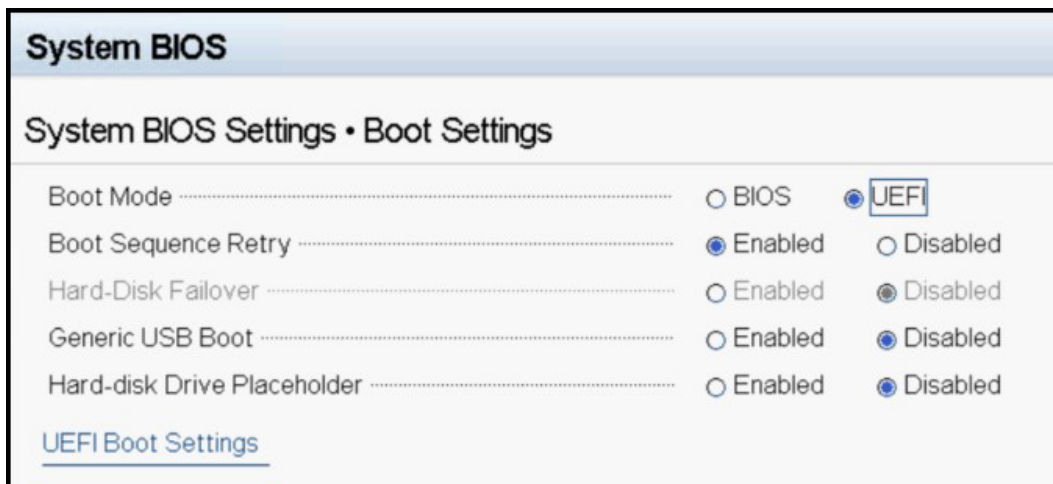 System BIOS
System BIOS Settings • Boot Settings
Boot Mode BIOS UEFI
Boot Sequence Retry Enabled Disabled
Hard-Disk Failover Enabled Disabled
Generic USB Boot Enabled Disabled
Hard-disk Drive Placeholder Enabled Disabled
UEFI Boot Settings